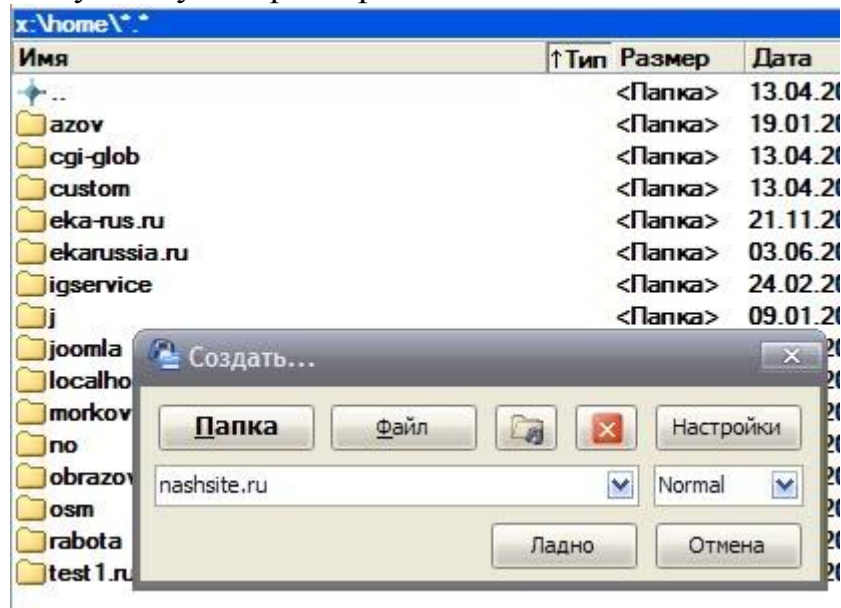 x:\home\*.*
Имя ↑Тип Размер Дата
.. <Папка> 13.04.20
azov <Папка> 19.01.20
cgi-glob <Папка> 13.04.20
custom <Папка> 13.04.20
eka-rus.ru <Папка> 21.11.20
ekarussia.ru <Папка> 03.06.20
igservice <Папка> 24.02.20
j <Папка> 09.01.20
joomla
Создать...
localho
morkov
Папка Файл Настройки
no
obrazov
nashsite.ru Normal
osm
rabota
Ладно Отмена
test1.ru